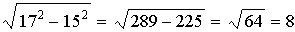 √(17² − 15²) = √(289 − 225) = √64 = 8